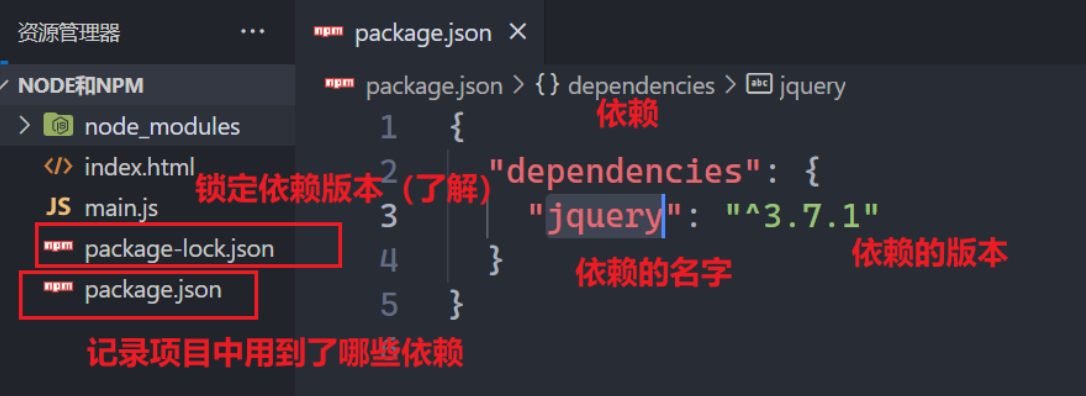 资源管理器 ...
npm package.json ×
NODE和NPM
npm package.json > {} dependencies > abc jquery
依赖
node_modules
index.html
锁定依赖版本（了解）
JS main.js
npm package-lock.json
npm package.json
记录项目中用到了哪些依赖
1 {
2 "dependencies": {
3 "jquery": "^3.7.1"
依赖的名字
依赖的版本
4 }
5 }